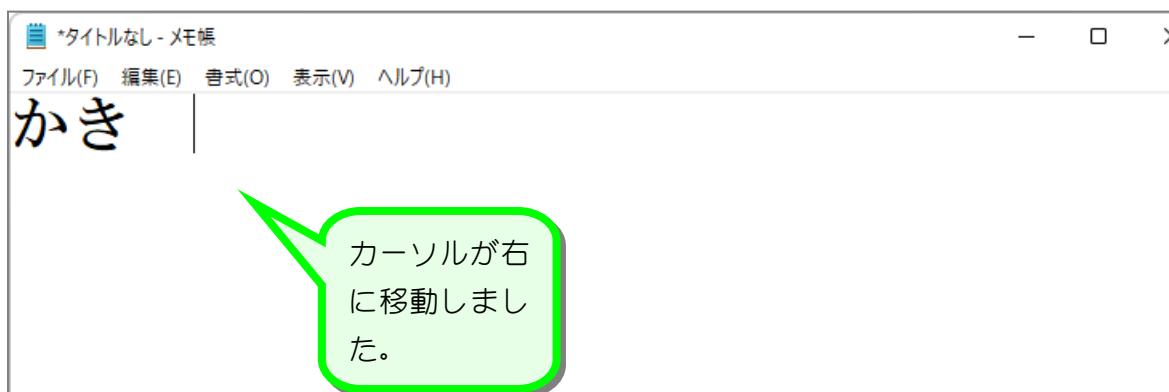 *タイトルなし - メモ帳
ファイル(F) 編集(E) 書式(O) 表示(V) ヘルプ(H)
かき
カーソルが右
に移動しまし
た。